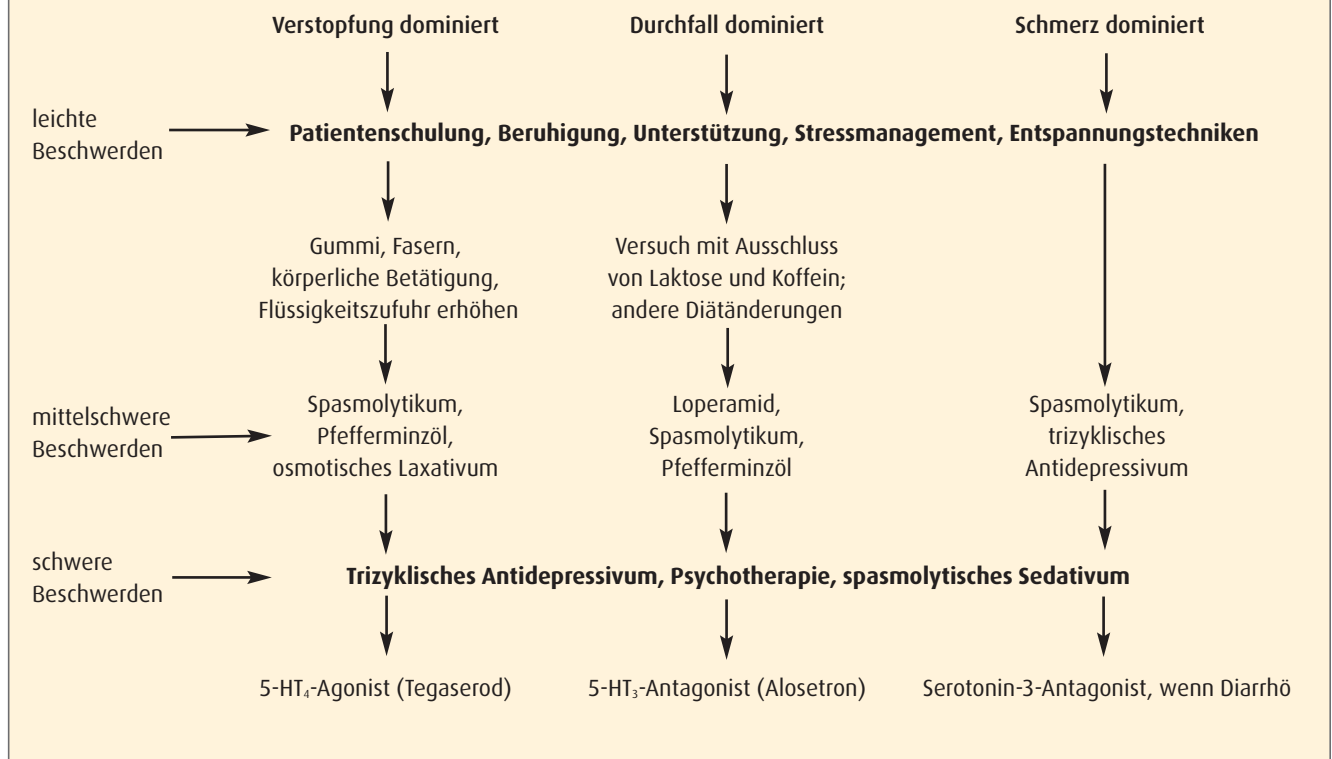 Verstopfung dominiert
Durchfall dominiert
Schmerz dominiert
leichte
Beschwerden
Patientenschulung, Beruhigung, Unterstützung, Stressmanagement, Entspannungstechniken
Gummi, Fasern,
körperliche Betätigung,
Flüssigkeitszufuhr erhöhen
Versuch mit Ausschluss
von Laktose und Koffein;
andere Diätänderungen
mittelschwere
Beschwerden
Spasmolytikum,
Pfefferminzöl,
osmotisches Laxativum
Loperamid,
Spasmolytikum,
Pfefferminzöl
Spasmolytikum,
trizyklisches
Antidepressivum
schwere
Beschwerden
Trizyklisches Antidepressivum, Psychotherapie, spasmolytisches Sedativum
5-HT₄-Agonist (Tegaserod)
5-HT₃-Antagonist (Alosetron)
Serotonin-3-Antagonist, wenn Diarrhö